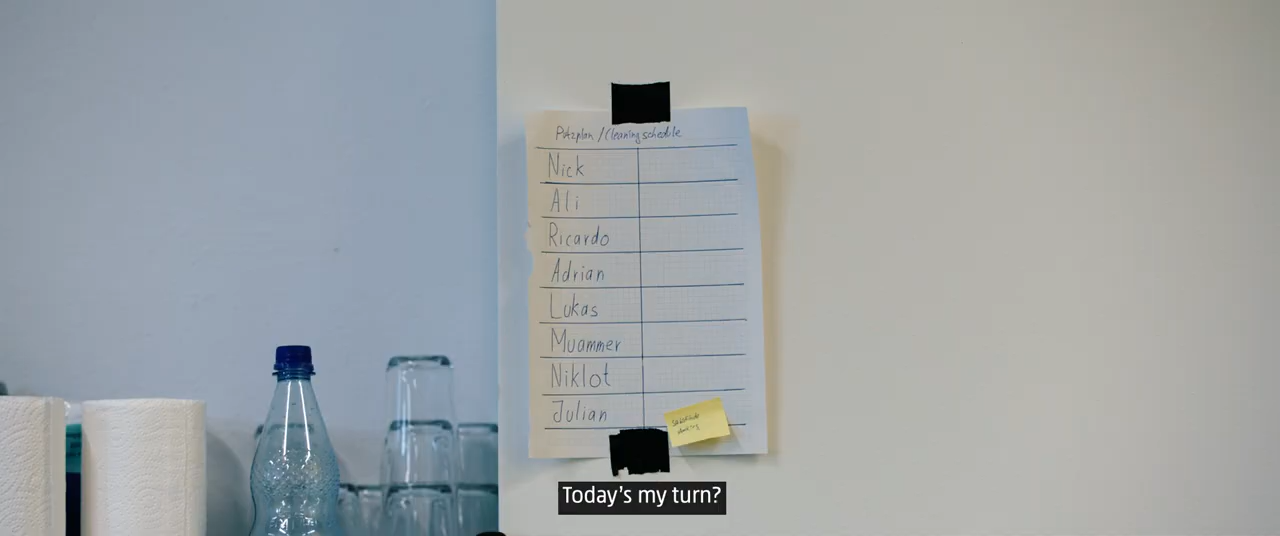 Putzplan / Cleaning schedule
Nick
Ali
Ricardo
Adrian
Lukas
Muammer
Niklot
Julian
Today's my turn?